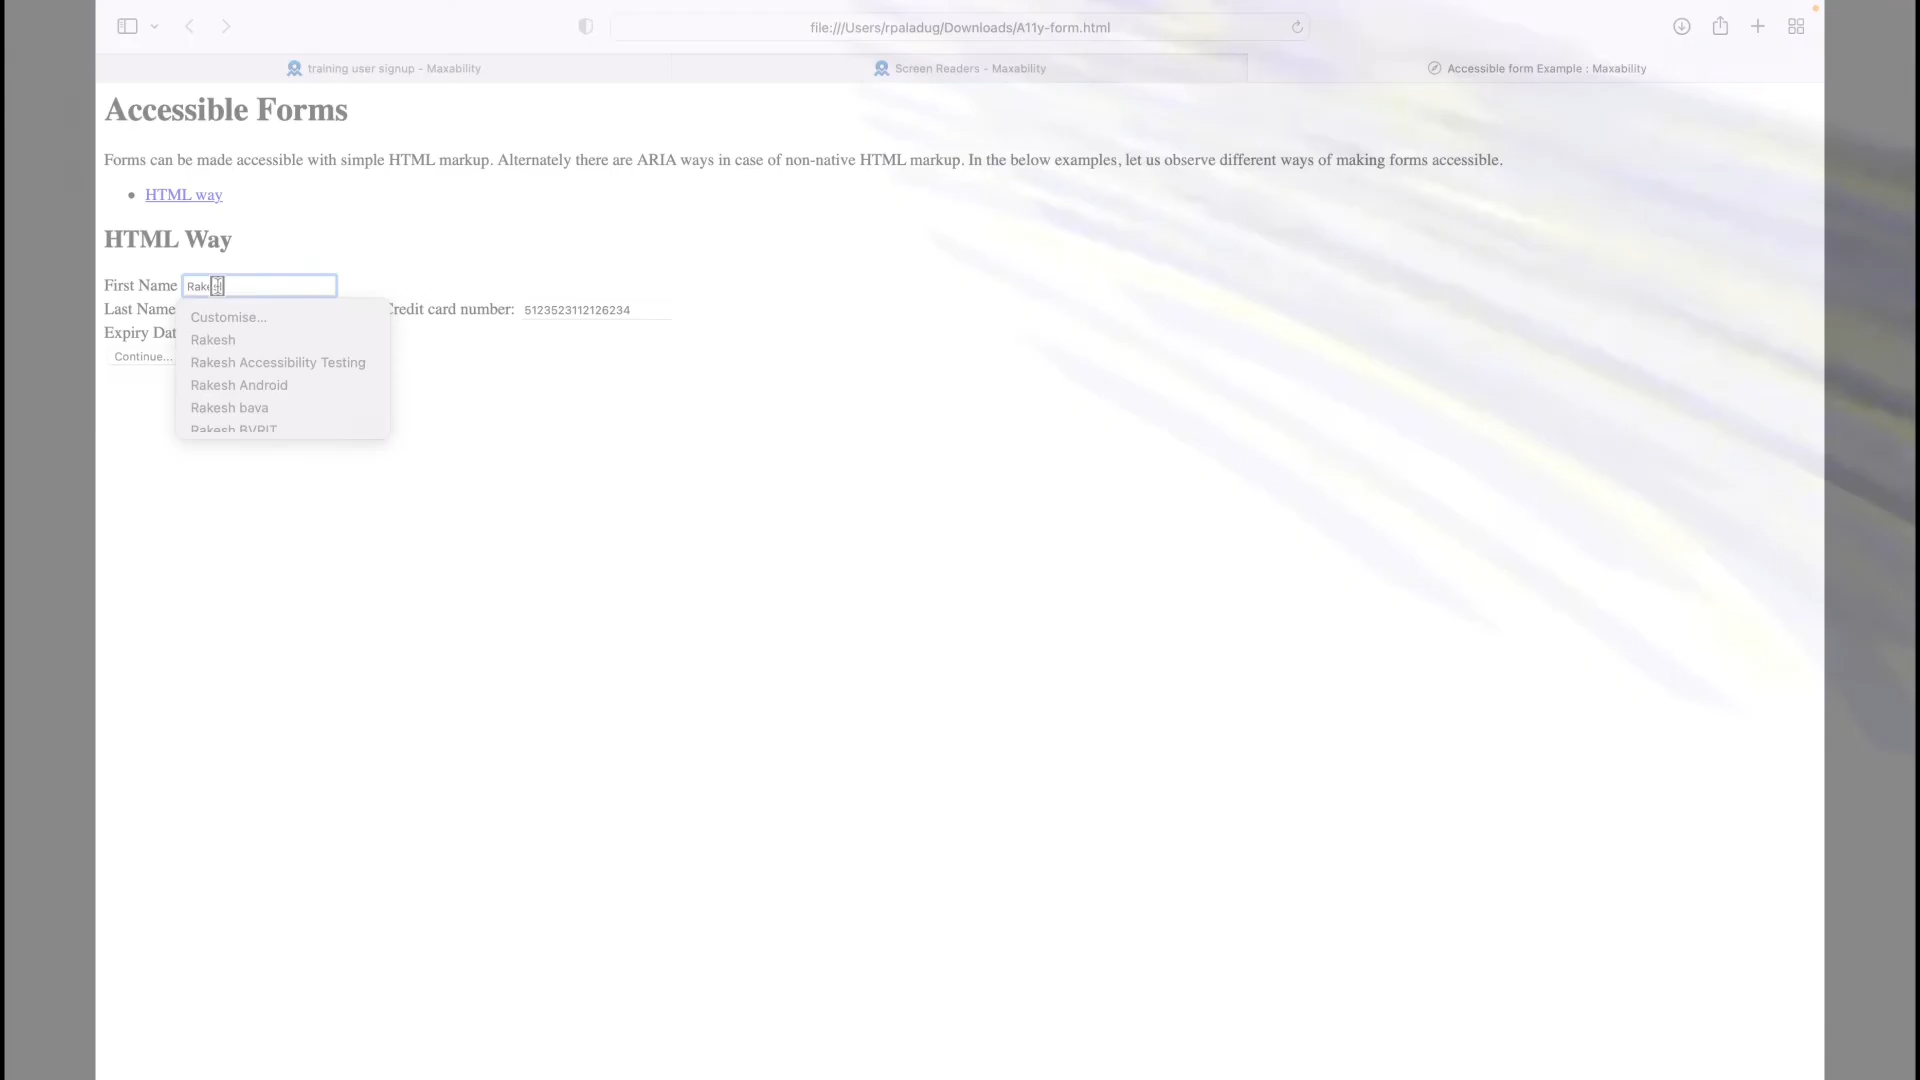 file:///Users/rpaladug/Downloads/A11y-form.html
training user signup - Maxability
Screen Readers - Maxability
Accessible form Example : Maxability
Accessible Forms
Forms can be made accessible with simple HTML markup. Alternately there are ARIA ways in case of non-native HTML markup. In the below examples, let us observe different ways of making forms accessible.
• HTML way
HTML Way
First Name
Last Name Credit card number: 5123523112126234
Expiry Dat
Continue...
Customise...
Rakesh
Rakesh Accessibility Testing
Rakesh Android
Rakesh bava
Rakesh BVRIT